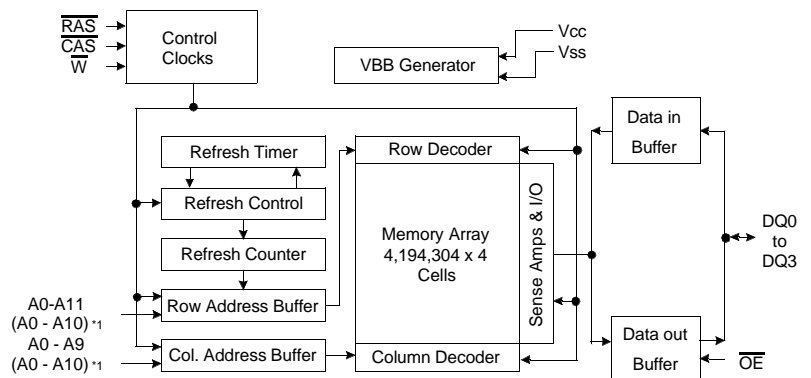 RAS
CAS
W
Control
Clocks
VBB Generator
Vcc
Vss
Refresh Timer
Refresh Control
Refresh Counter
Row Address Buffer
Col. Address Buffer
Row Decoder
Memory Array
4,194,304 x 4
Cells
Column Decoder
Sense Amps & I/O
Data in
Buffer
DQ0
to
DQ3
Data out
Buffer
OE
A0-A11
(A0 - A10) *1
A0 - A9
(A0 - A10) *1